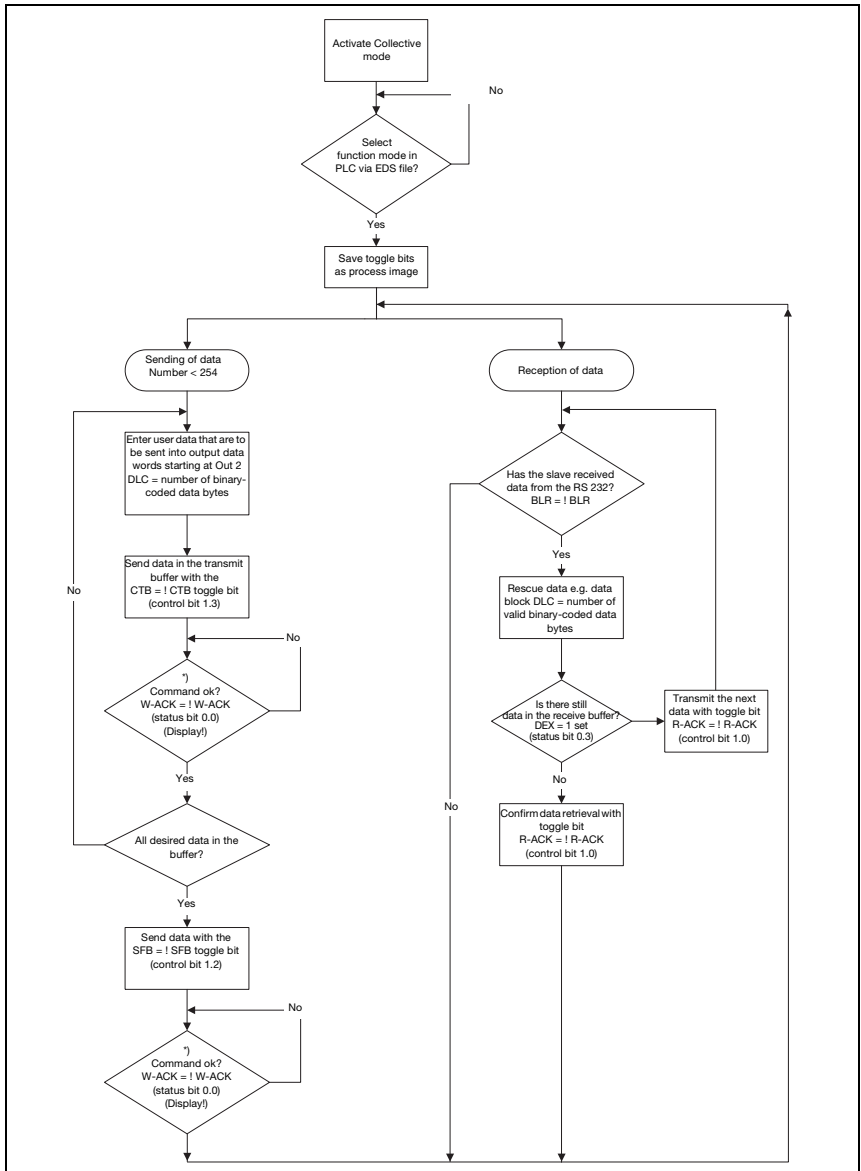 Activate Collective
mode
No
Select
function mode in
PLC via EDS file?
Yes
Save toggle bits
as process image
Sending of data
Number < 254
Enter user data that are to
be sent into output data
words starting at Out 2
DLC = number of binary-
coded data bytes
Send data in the transmit
buffer with the
CTB = ! CTB toggle bit
(control bit 1.3)
No
No
*)
Command ok?
W-ACK = ! W-ACK
(status bit 0.0)
(Display!)
Yes
All desired data in the
buffer?
Yes
Send data with the
SFB = ! SFB toggle bit
(control bit 1.2)
No
*)
Command ok?
W-ACK = ! W-ACK
(status bit 0.0)
(Display!)
Reception of data
Has the slave received
data from the RS 232?
BLR = ! BLR
Yes
Rescue data e.g. data
block DLC = number of
valid binary-coded data
bytes
Is there still
data in the receive buffer?
DEX = 1 set
(status bit 0.3)
Transmit the next
data with toggle bit
R-ACK = ! R-ACK
(control bit 1.0)
No
No
Confirm data retrieval with
toggle bit
R-ACK = ! R-ACK
(control bit 1.0)